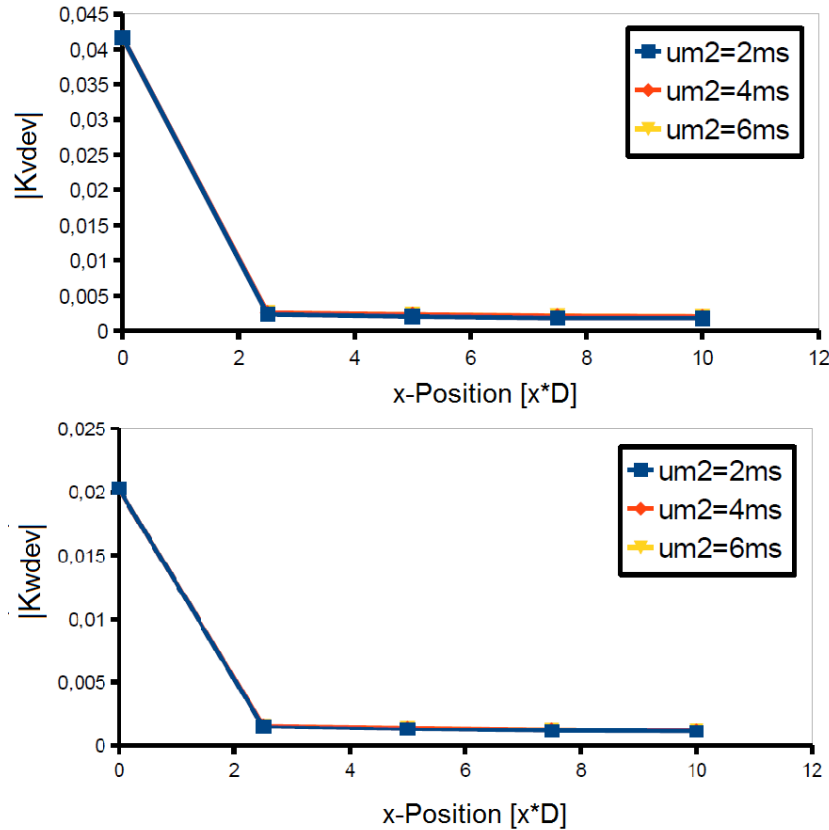 0,045
0,04
0,035
0,03
0,025
0,02
0,015
0,01
0,005
0
|Kvdev|
um2=2ms
um2=4ms
um2=6ms
0 2 4 6 8 10 12
x-Position [x*D]
0,025
0,02
0,015
0,01
0,005
0
|Kwdev|
um2=2ms
um2=4ms
um2=6ms
0 2 4 6 8 10 12
x-Position [x*D]